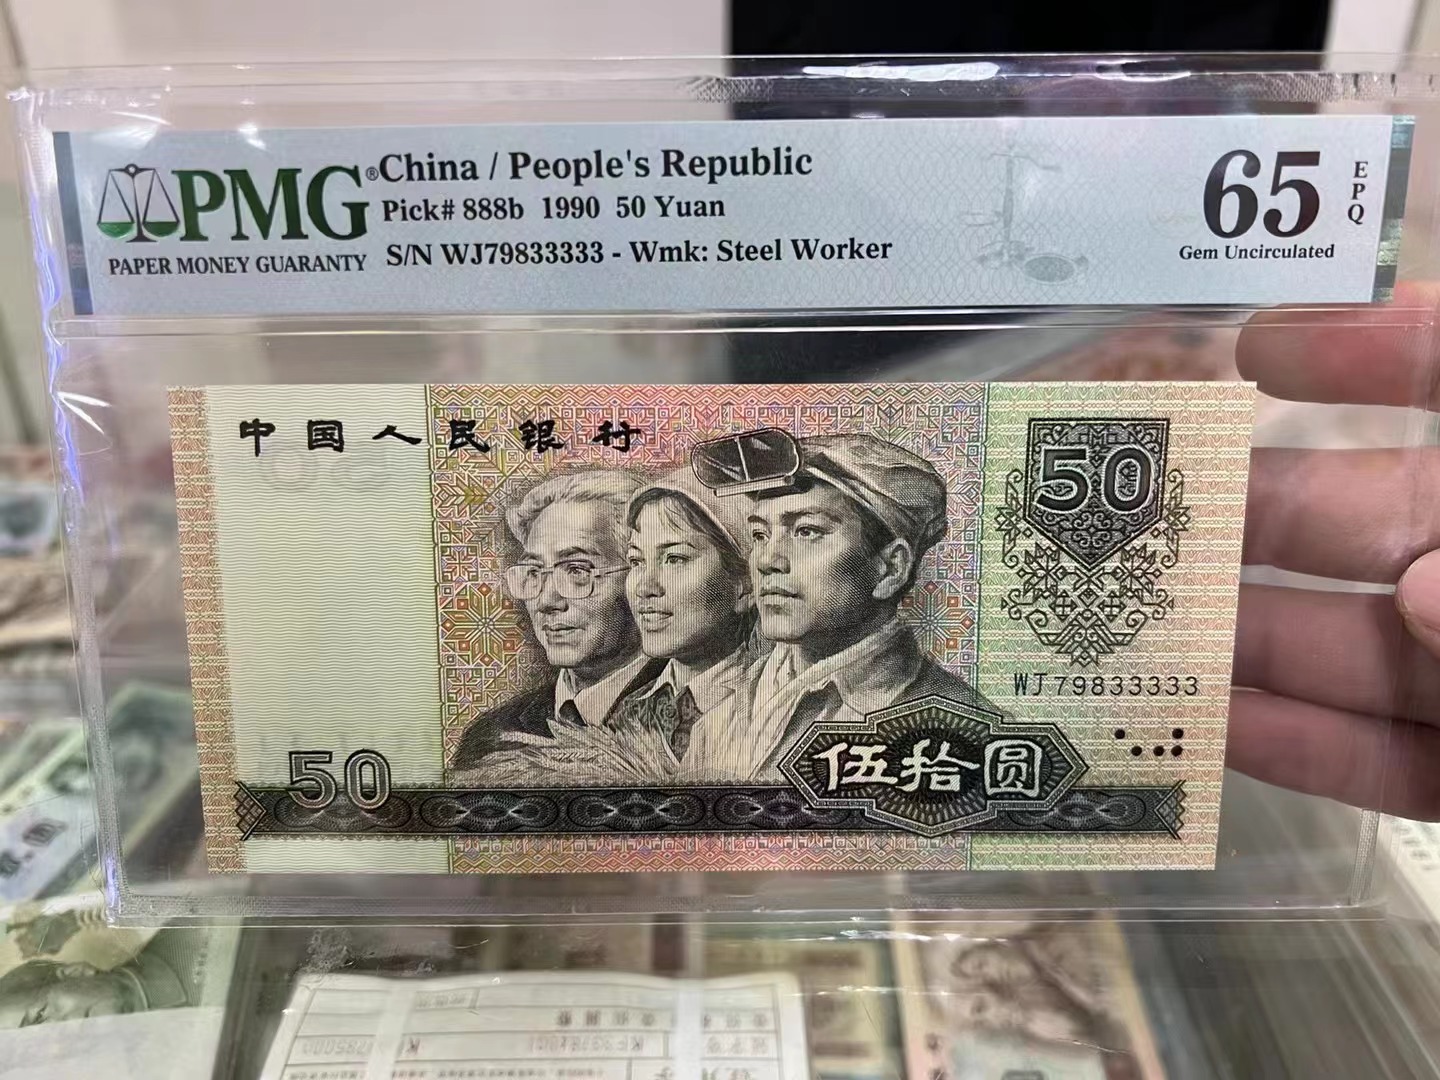 PMG®
PAPER MONEY GUARANTY
China / People's Republic
Pick# 888b 1990 50 Yuan
S/N WJ79833333 - Wmk: Steel Worker
65
EPQ
Gem Uncirculated
中国人民银行
50
WJ79833333
伍拾圆
50